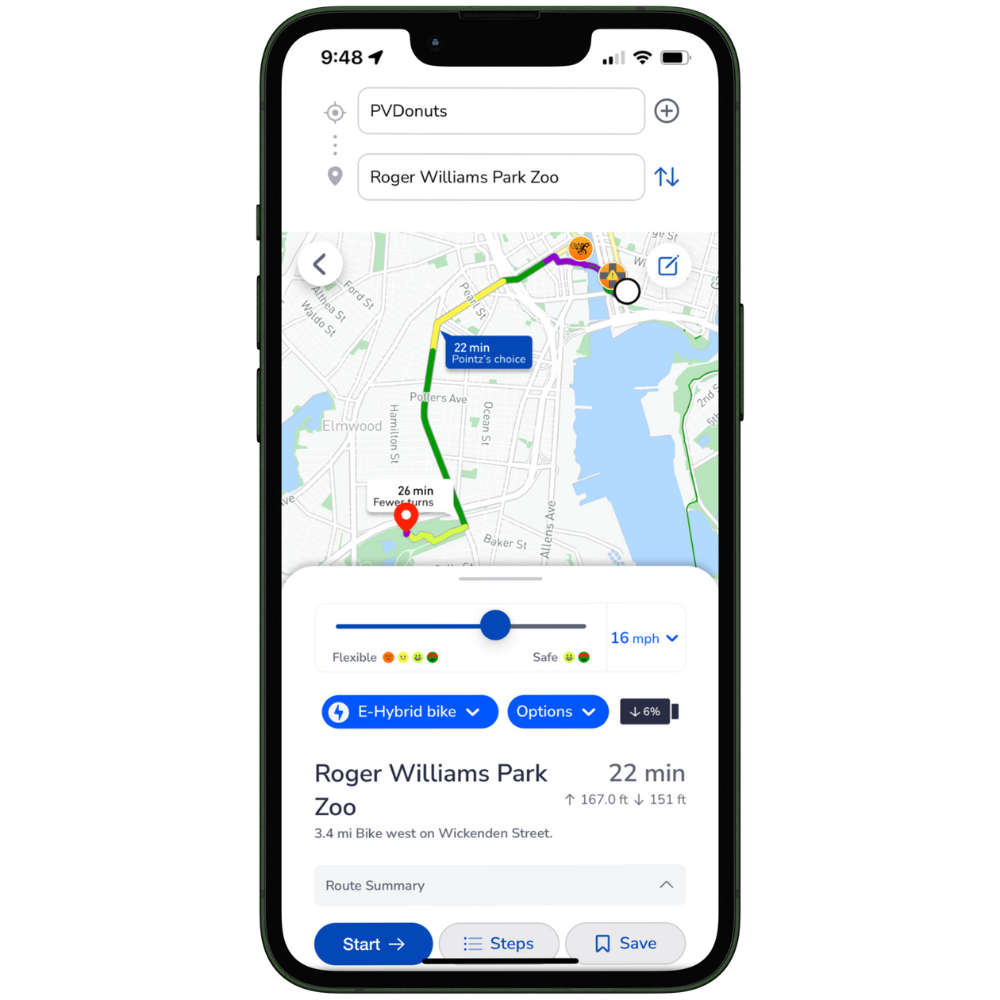 9:48
PVDonuts
Roger Williams Park Zoo
Ford St
Althea St
Waldo St
Pearl St
22 min
Pointz's choice
Potters Ave
Elmwood
Hamilton St
Ocean St
2nd S
5th
26 min
Fewer turns
Baker St
Allens Ave
16 mph
Flexible
Safe
E-Hybrid bike
Options
↓ 6%
Roger Williams Park
Zoo
22 min
↑ 167.0 ft ↓ 151 ft
3.4 mi Bike west on Wickenden Street.
Route Summary
Start →
Steps
Save